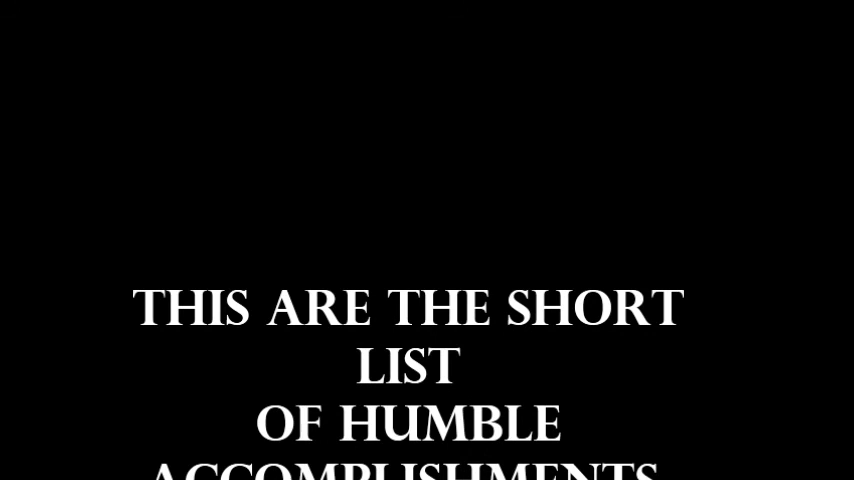 THIS ARE THE SHORT
LIST
OF HUMBLE
ACCOMPLISHMENTS